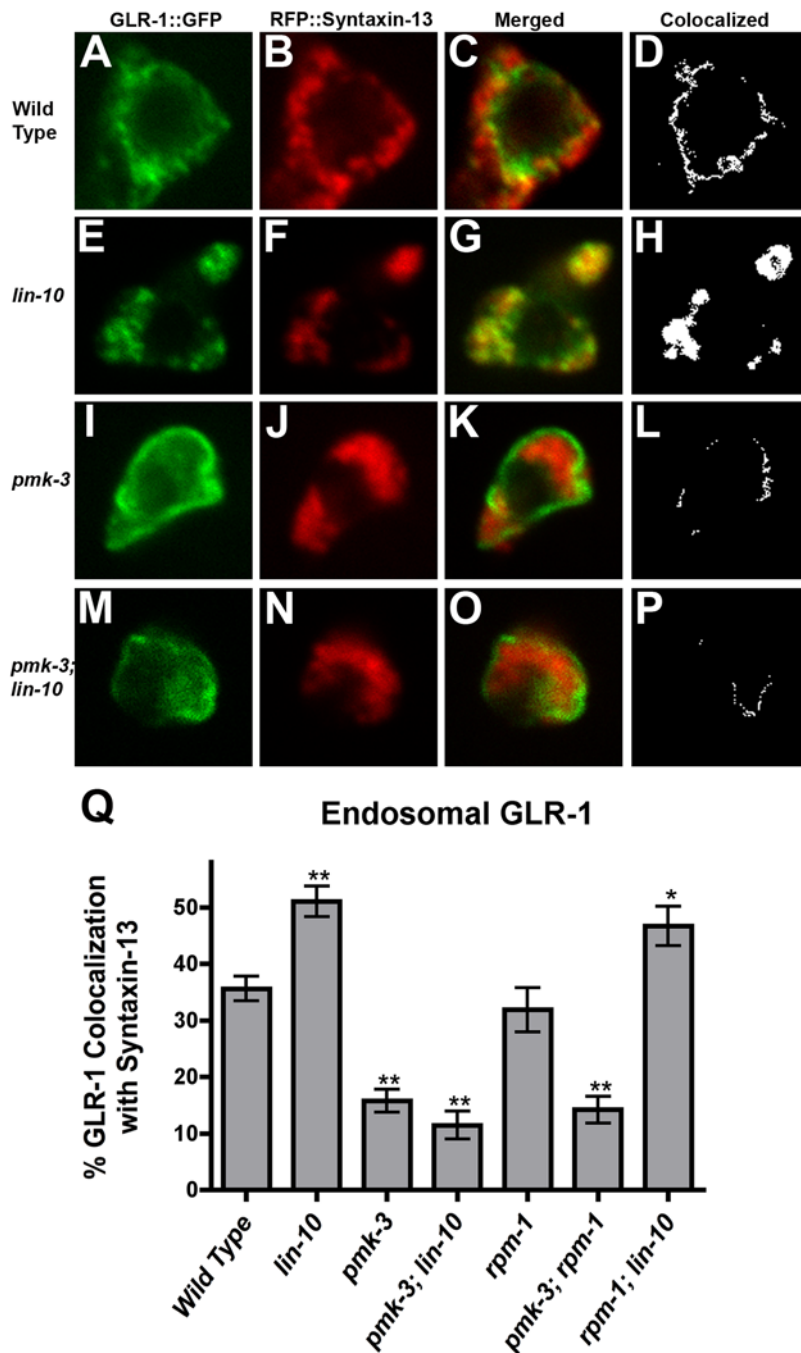 GLR-1::GFP RFP::Syntaxin-13 Merged Colocalized
Wild
Type
A B C D
lin-10
E F G H
pmk-3
I J K L
pmk-3;
lin-10
M N O P
Q Endosomal GLR-1
% GLR-1 Colocalization
with Syntaxin-13
50
40
30
20
10
0
**
**
**
**
*
Wild Type
lin-10
pmk-3
pmk-3; lin-10
rpm-1
pmk-3; rpm-1
rpm-1; lin-10